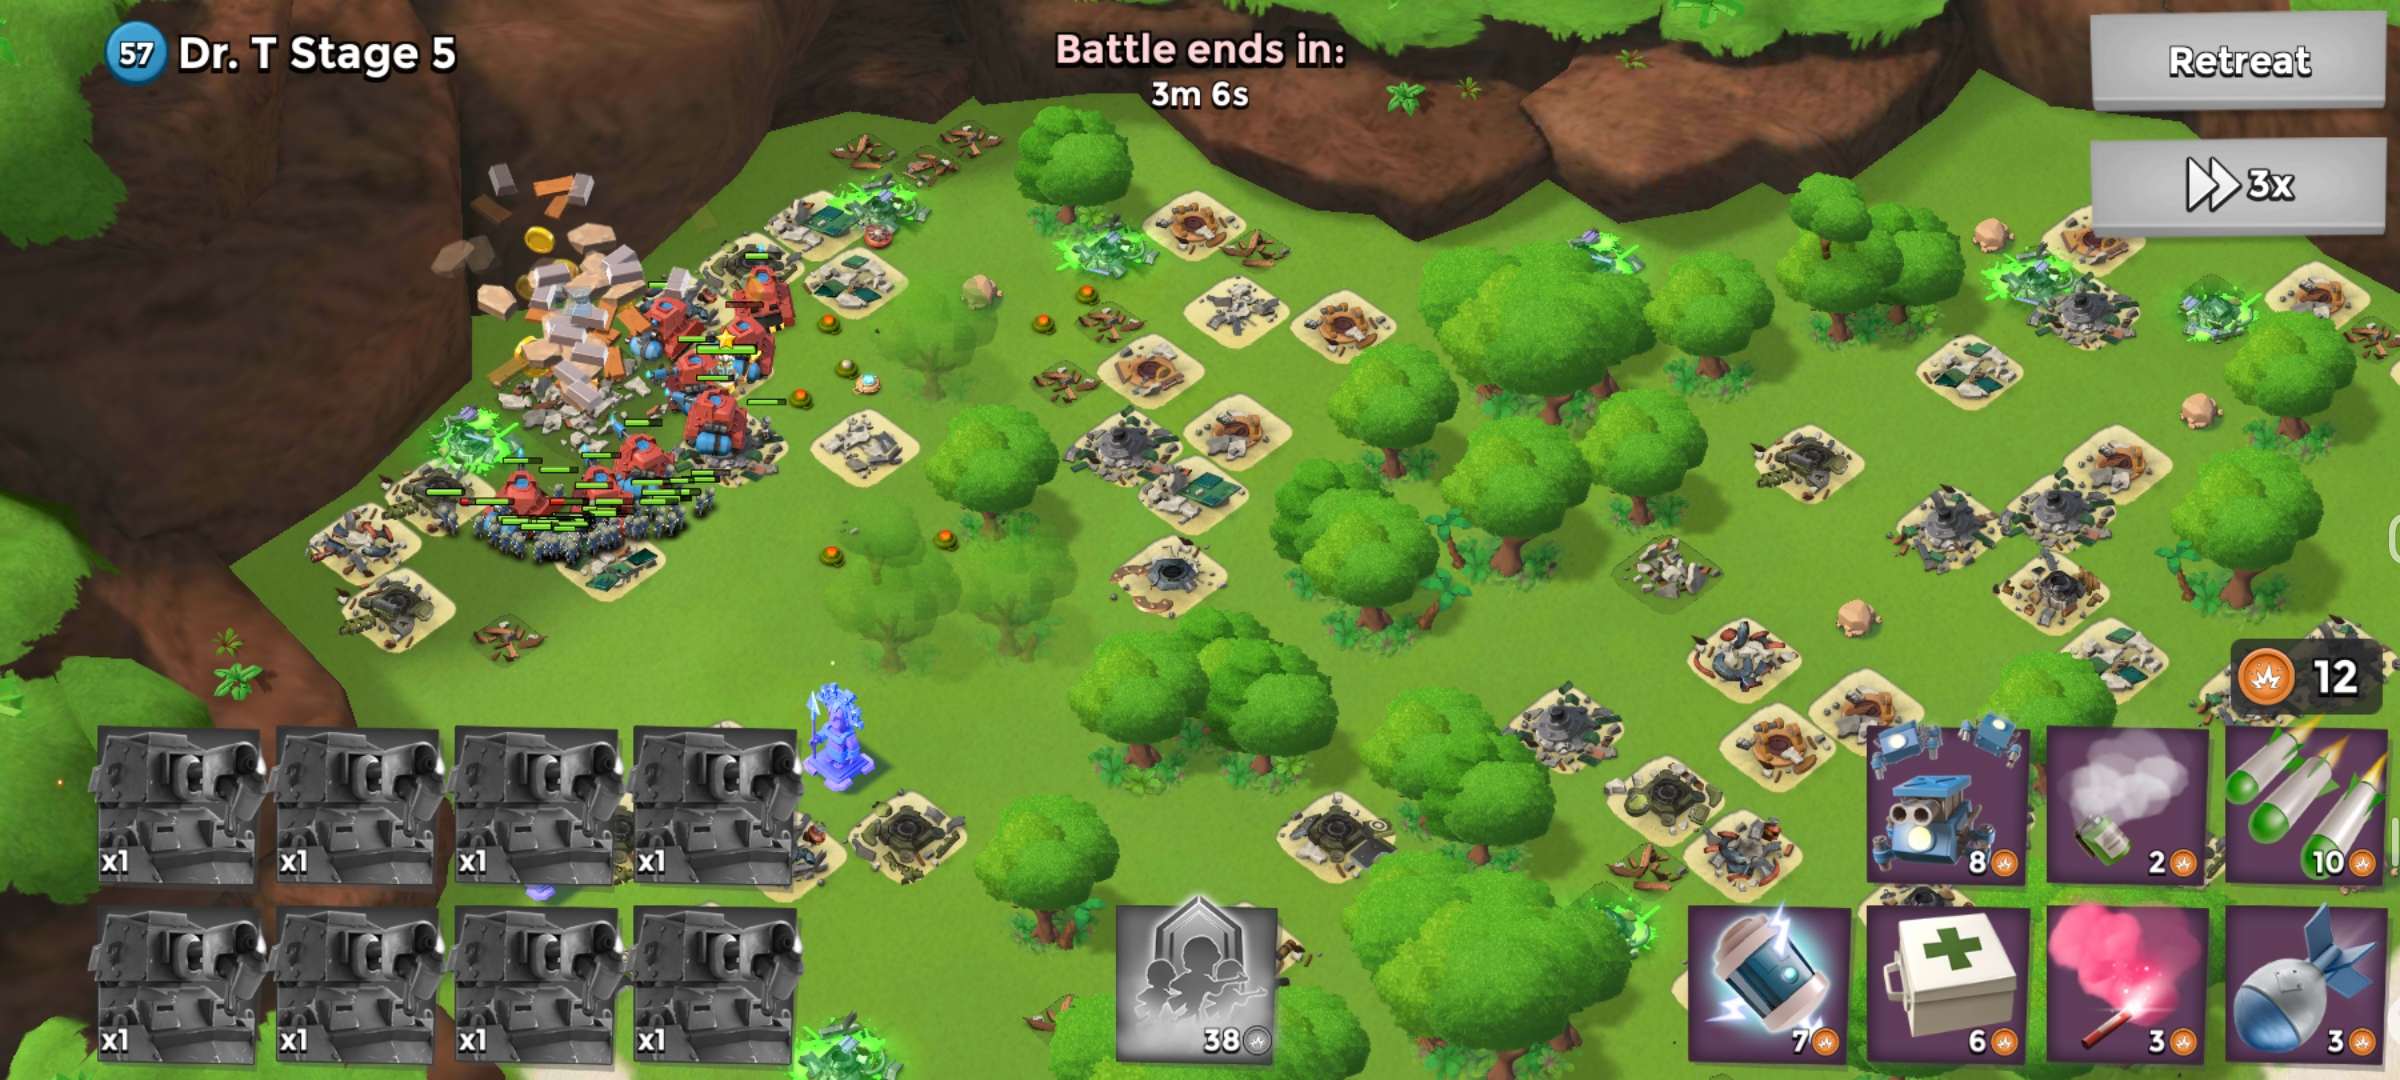 57 Dr. T Stage 5
Battle ends in:
3m 6s
Retreat
3x
12
x1 x1 x1 x1
8 2 10
x1 x1 x1 x1
38
7 6 3 3